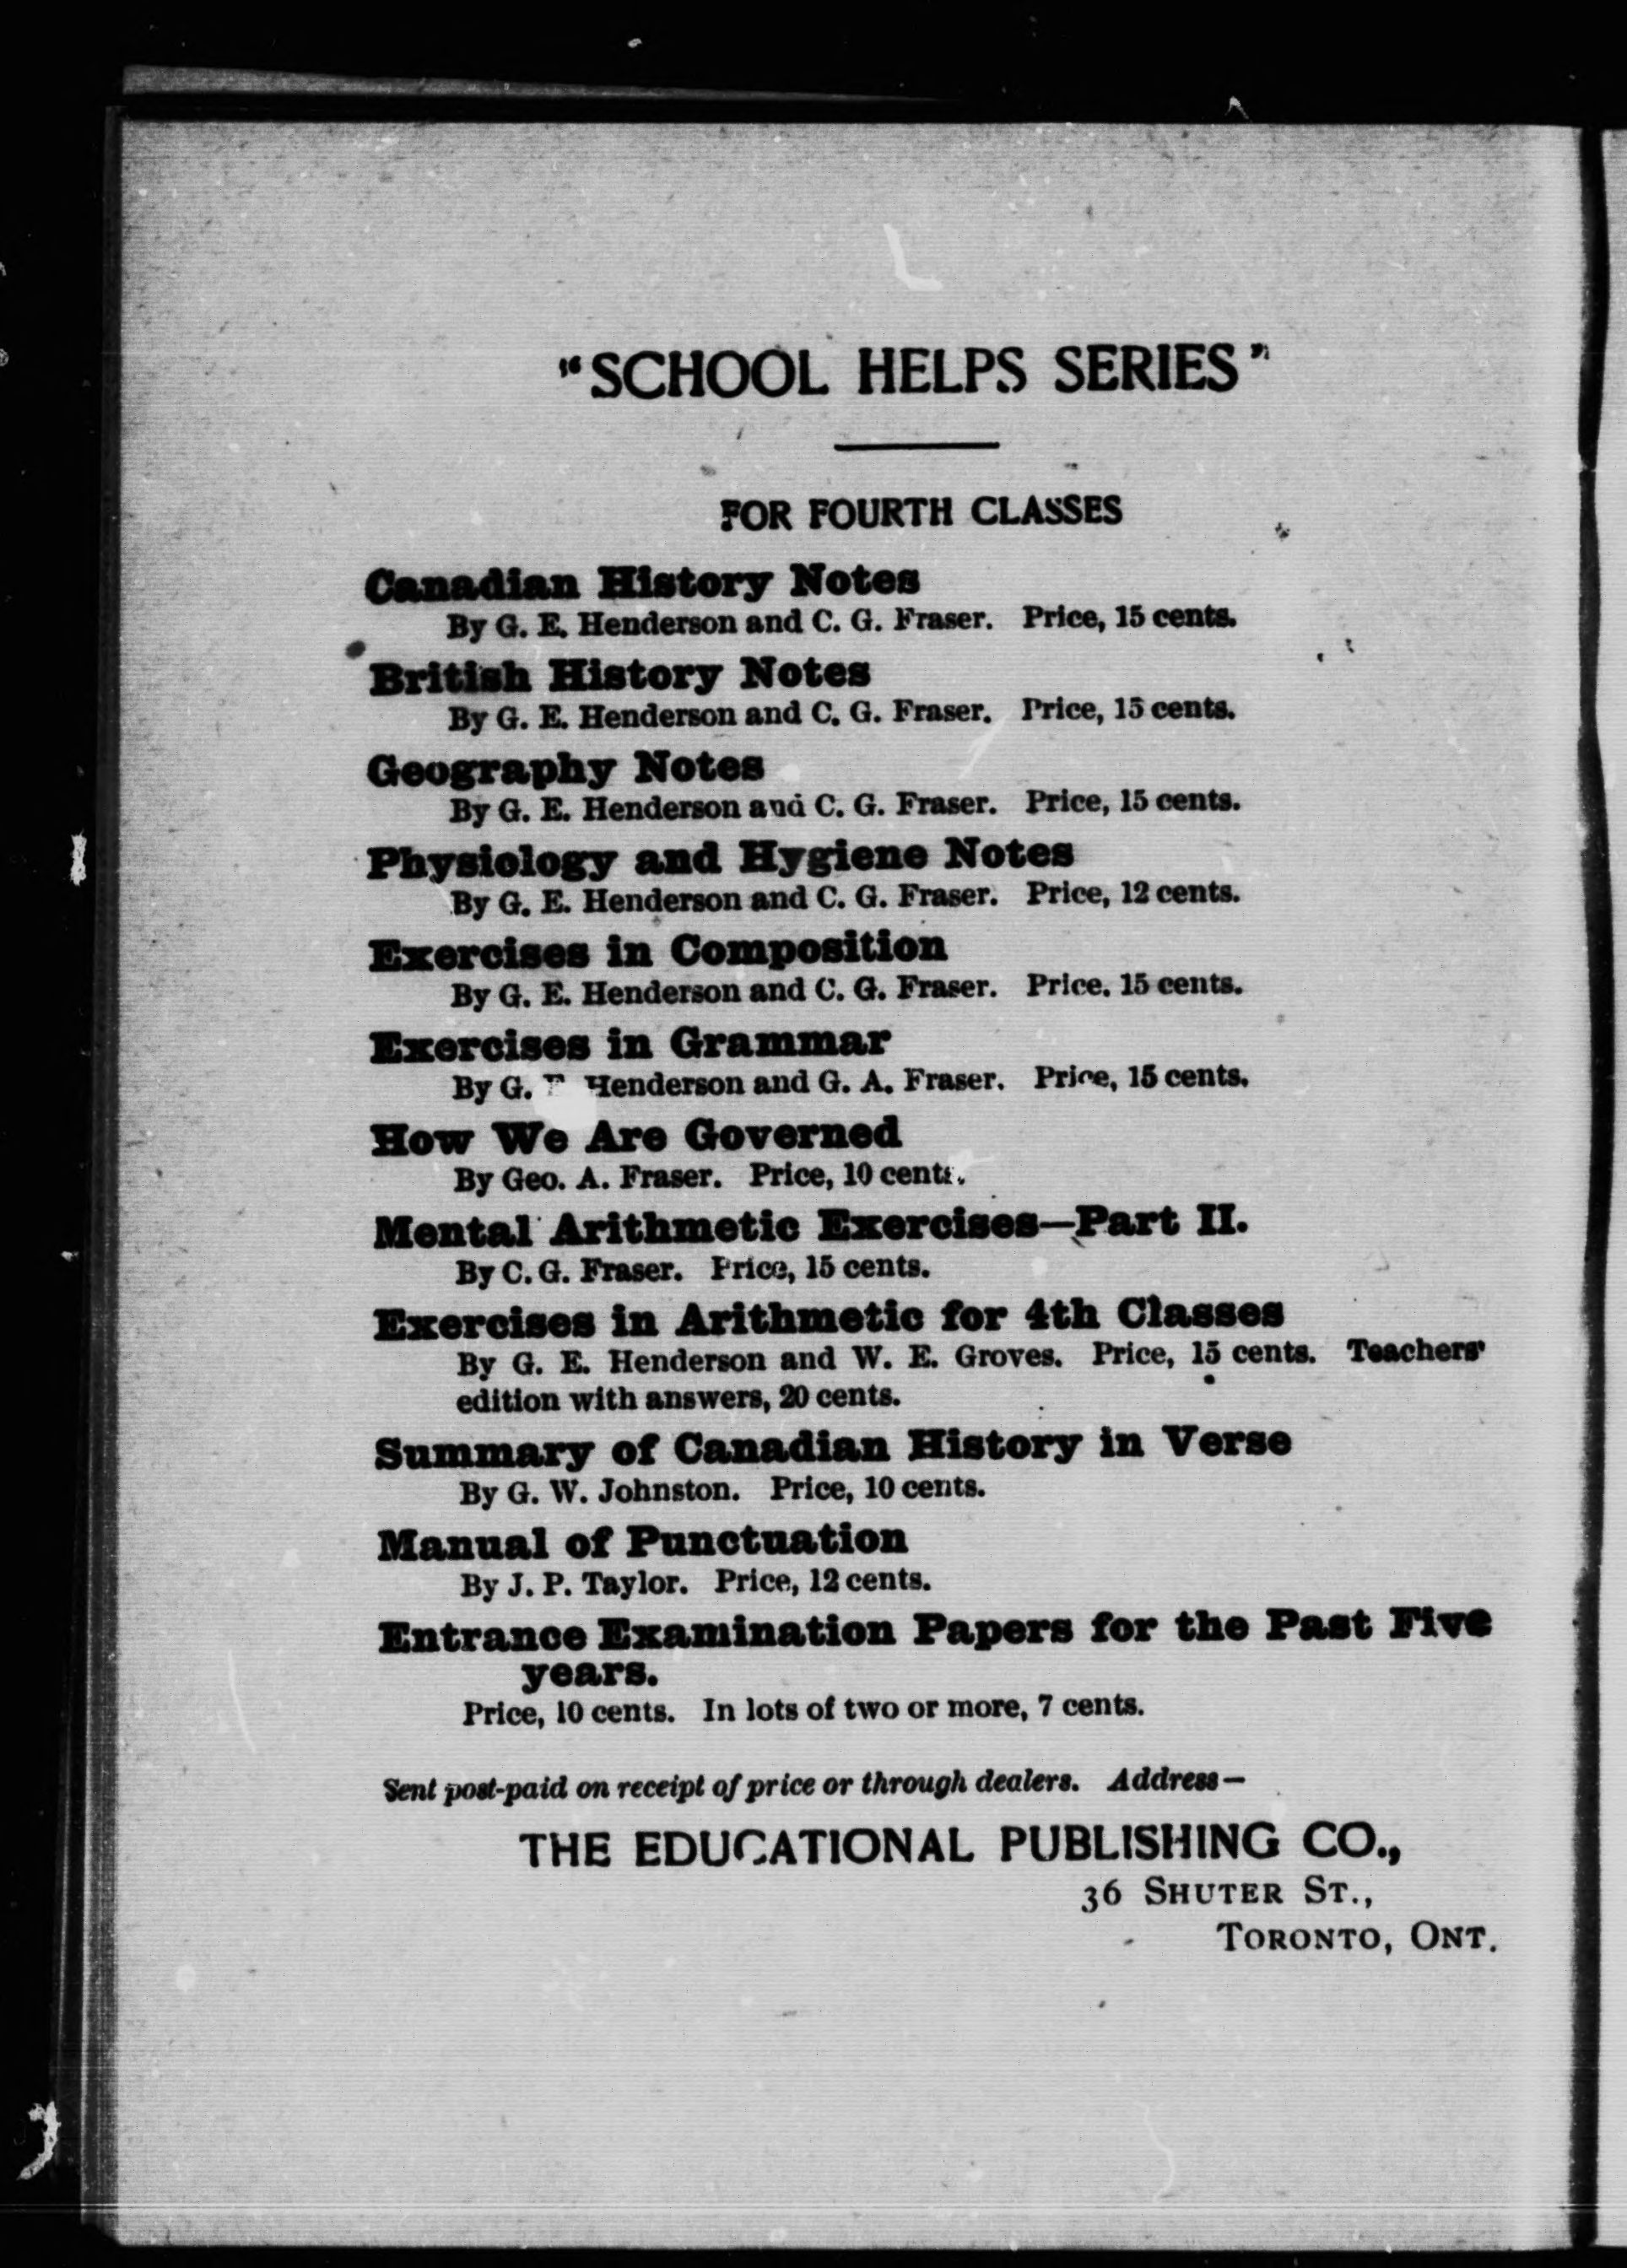 "SCHOOL HELPS SERIES"
FOR FOURTH CLASSES
Canadian History Notes
By G. E. Henderson and C. G. Fraser. Price, 15 cents.
British History Notes
By G. E. Henderson and C. G. Fraser. Price, 15 cents.
Geography Notes
By G. E. Henderson and C. G. Fraser. Price, 15 cents.
Physiology and Hygiene Notes
By G. E. Henderson and C. G. Fraser. Price, 12 cents.
Exercises in Composition
By G. E. Henderson and C. G. Fraser. Price. 15 cents.
Exercises in Grammar
By G. E Henderson and G. A. Fraser. Price, 15 cents.
How We Are Governed
By Geo. A. Fraser. Price, 10 cents.
Mental Arithmetic Exercises—Part II.
By C. G. Fraser. Price, 15 cents.
Exercises in Arithmetic for 4th Classes
By G. E. Henderson and W. E. Groves. Price, 15 cents. Teachers'
edition with answers, 20 cents.
Summary of Canadian History in Verse
By G. W. Johnston. Price, 10 cents.
Manual of Punctuation
By J. P. Taylor. Price, 12 cents.
Entrance Examination Papers for the Past Five
years.
Price, 10 cents. In lots of two or more, 7 cents.
Sent post-paid on receipt of price or through dealers. Address—
THE EDUCATIONAL PUBLISHING CO.,
36 SHUTER ST.,
TORONTO, ONT.